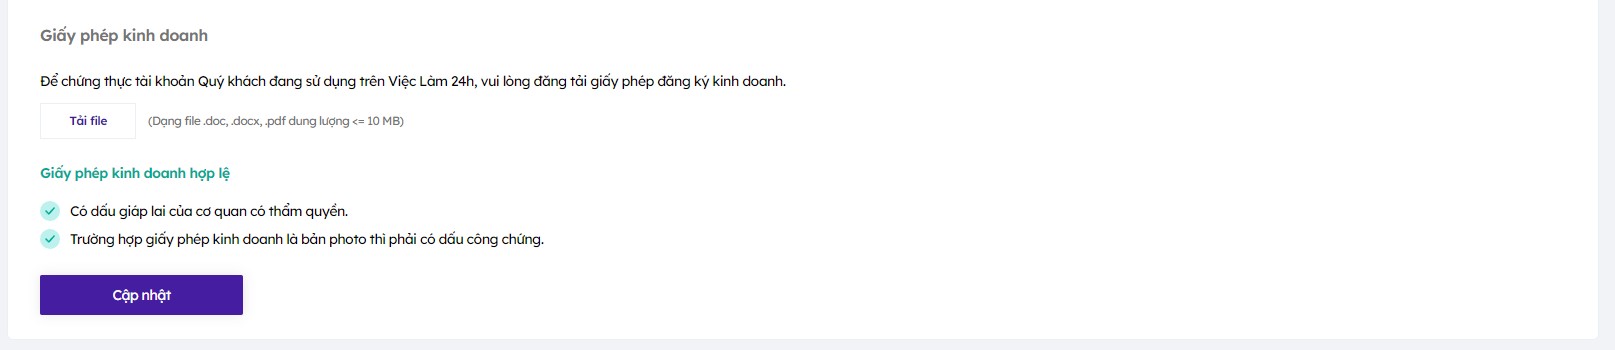 Giấy phép kinh doanh
Để chứng thực tài khoản Quý khách đang sử dụng trên Việc Làm 24h, vui lòng đăng tải giấy phép đăng ký kinh doanh.
Tải file (Dạng file .doc, .docx, .pdf dung lượng <= 10 MB)
Giấy phép kinh doanh hợp lệ
Có dấu giáp lai của cơ quan có thẩm quyền.
Trường hợp giấy phép kinh doanh là bản photo thì phải có dấu công chứng.
Cập nhật